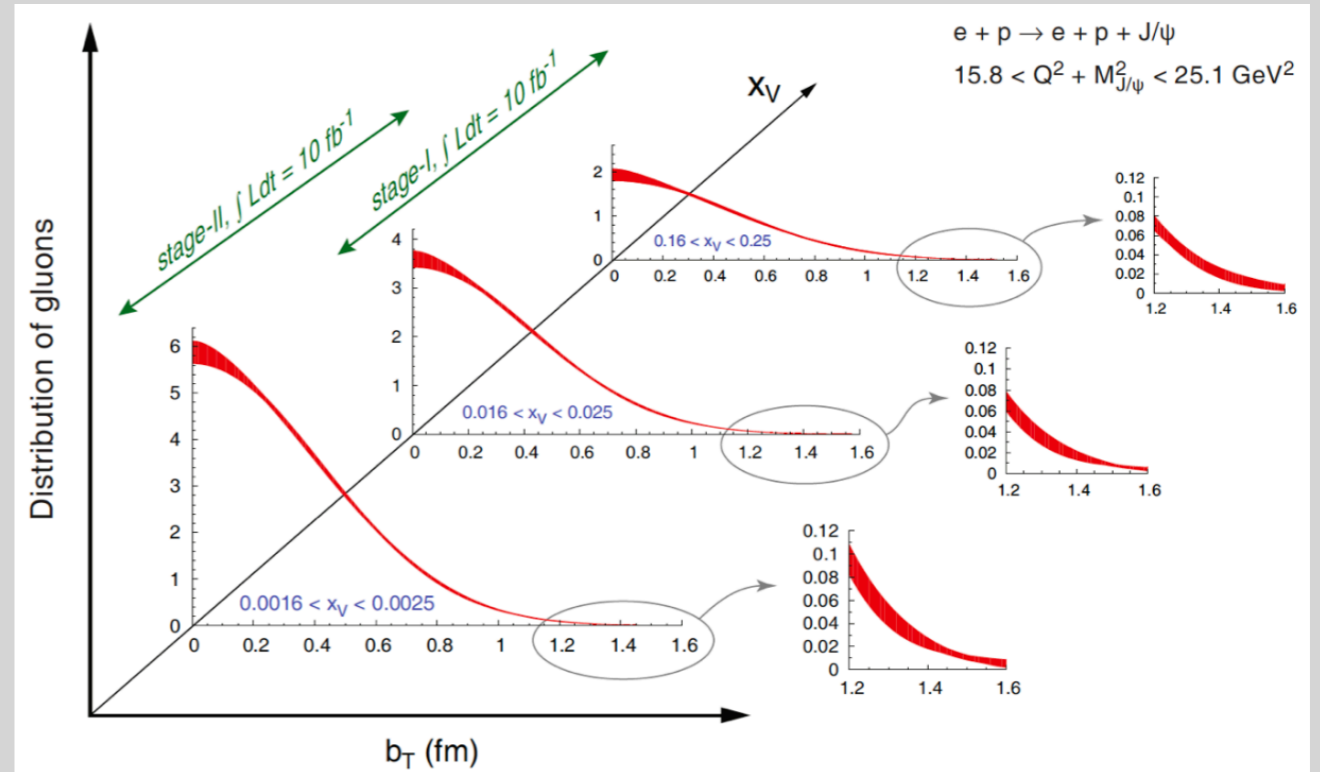 e + p → e + p + J/ψ
15.8 < Q² + M²J/ψ < 25.1 GeV²
stage-II, ∫ Ldt = 10 fb⁻¹
stage-I, ∫ Ldt = 10 fb⁻¹
xV
Distribution of gluons
2
1
0
0.16 < xV < 0.25
0 0.2 0.4 0.6 0.8 1 1.2 1.4 1.6
0.12
0.1
0.08
0.06
0.04
0.02
0
1.2 1.4 1.6
4
3
2
1
0
0.016 < xV < 0.025
0 0.2 0.4 0.6 0.8 1 1.2 1.4 1.6
0.12
0.1
0.08
0.06
0.04
0.02
0
1.2 1.4 1.6
6
5
4
3
2
1
0
0.0016 < xV < 0.0025
0 0.2 0.4 0.6 0.8 1 1.2 1.4 1.6
0.12
0.1
0.08
0.06
0.04
0.02
0
1.2 1.4 1.6
bT (fm)